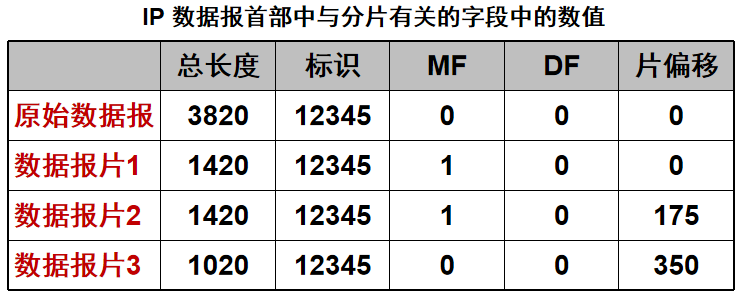 IP 数据报首部中与分片有关的字段中的数值
总长度 标识 MF DF 片偏移
原始数据报 3820 12345 0 0 0
数据报片1 1420 12345 1 0 0
数据报片2 1420 12345 1 0 175
数据报片3 1020 12345 0 0 350